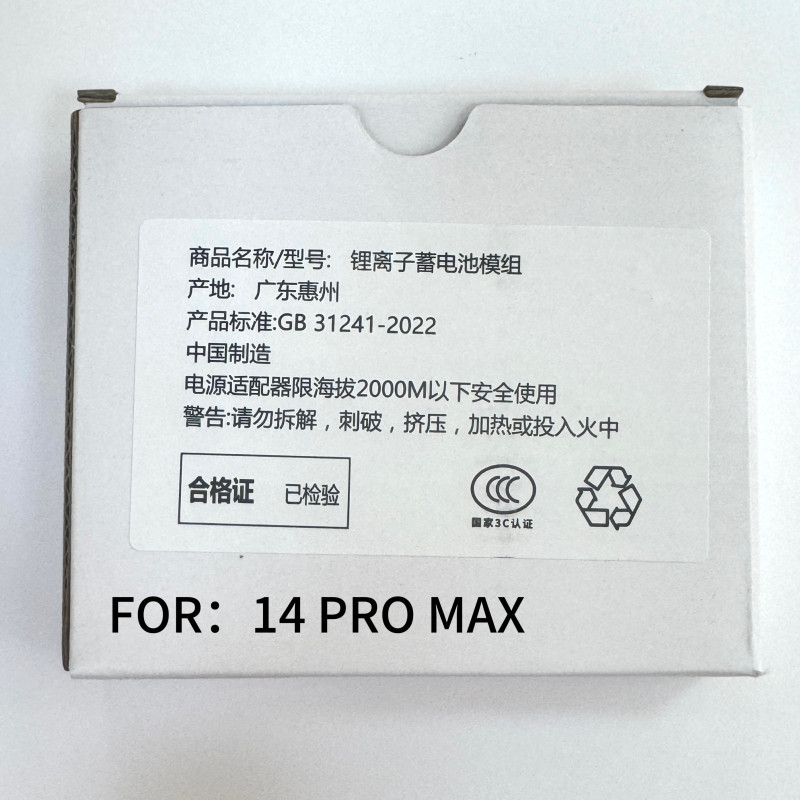 商品名称/型号: 锂离子蓄电池模组
产地: 广东惠州
产品标准:GB 31241-2022
中国制造
电源适配器限海拔2000M以下安全使用
警告:请勿拆解，刺破，挤压，加热或投入火中
合格证 已检验
CCC
国家3C认证
FOR：14 PRO MAX